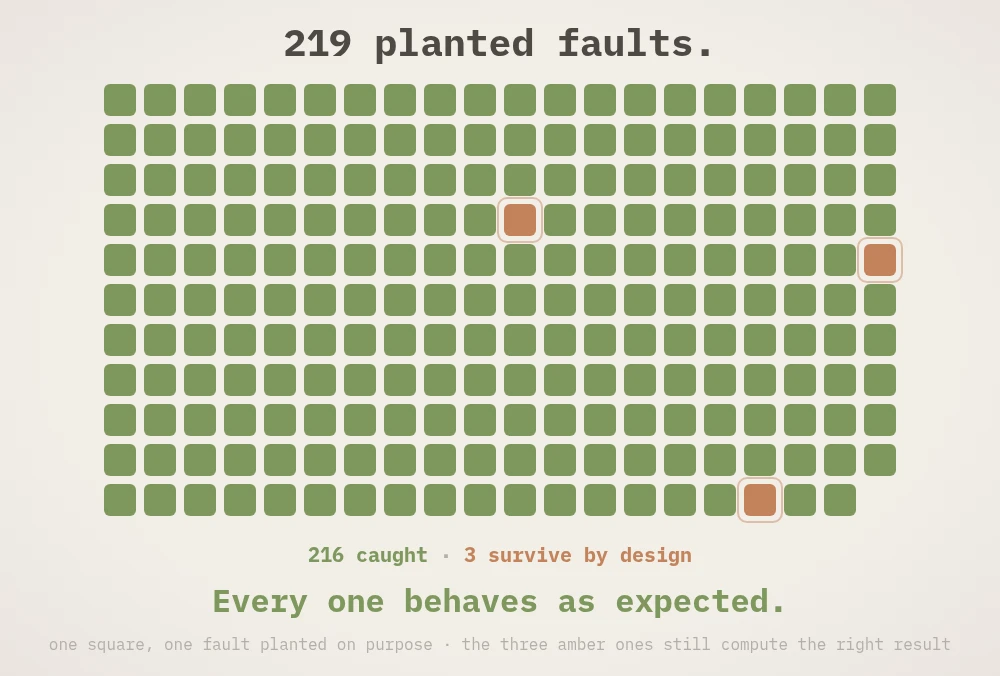 219 planted faults.
216 caught · 3 survive by design
Every one behaves as expected.
one square, one fault planted on purpose · the three amber ones still compute the right result